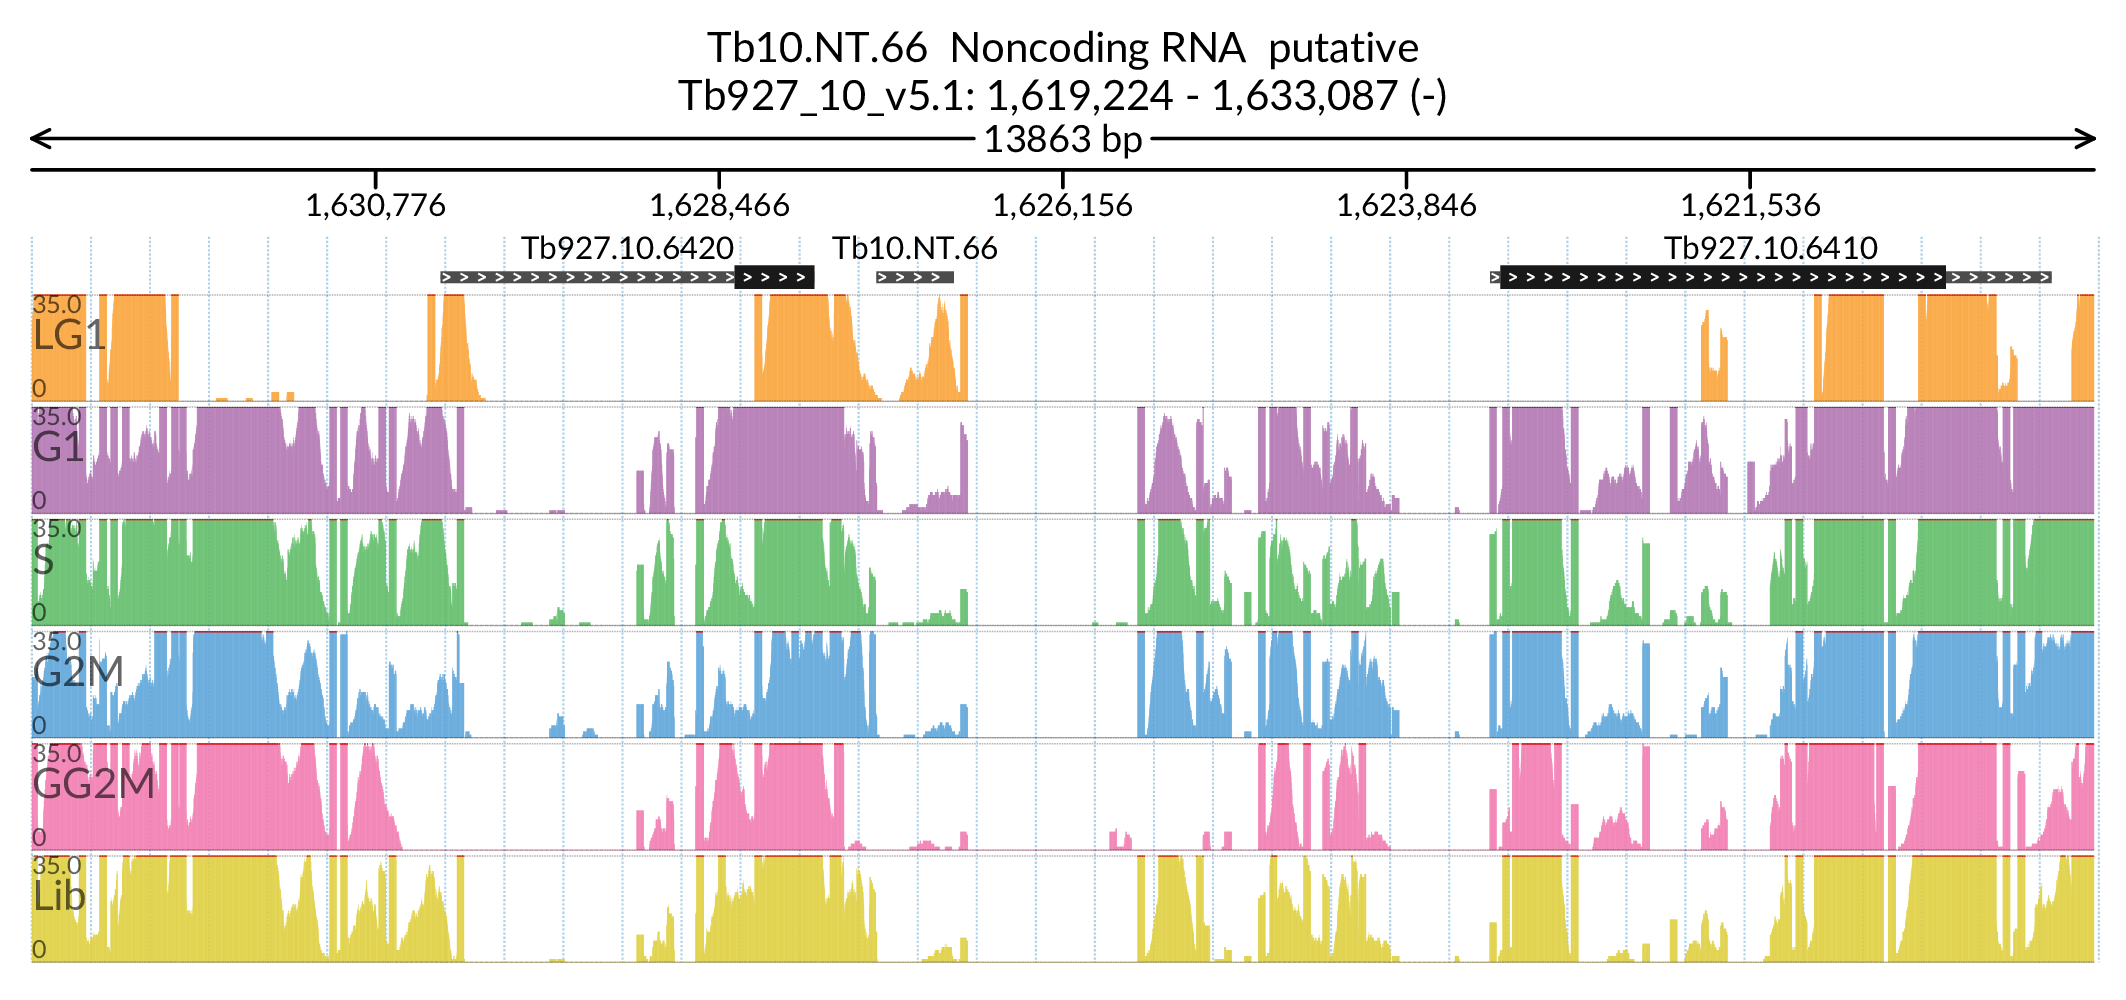 Tb10.NT.66 Noncoding RNA putative
Tb927_10_v5.1: 1,619,224 - 1,633,087 (-)
13863 bp
1,630,776 1,628,466 1,626,156 1,623,846 1,621,536
Tb927.10.6420 Tb10.NT.66 Tb927.10.6410
35.0
LG1
0
35.0
G1
0
35.0
S
0
35.0
G2M
0
35.0
GG2M
0
35.0
Lib
0